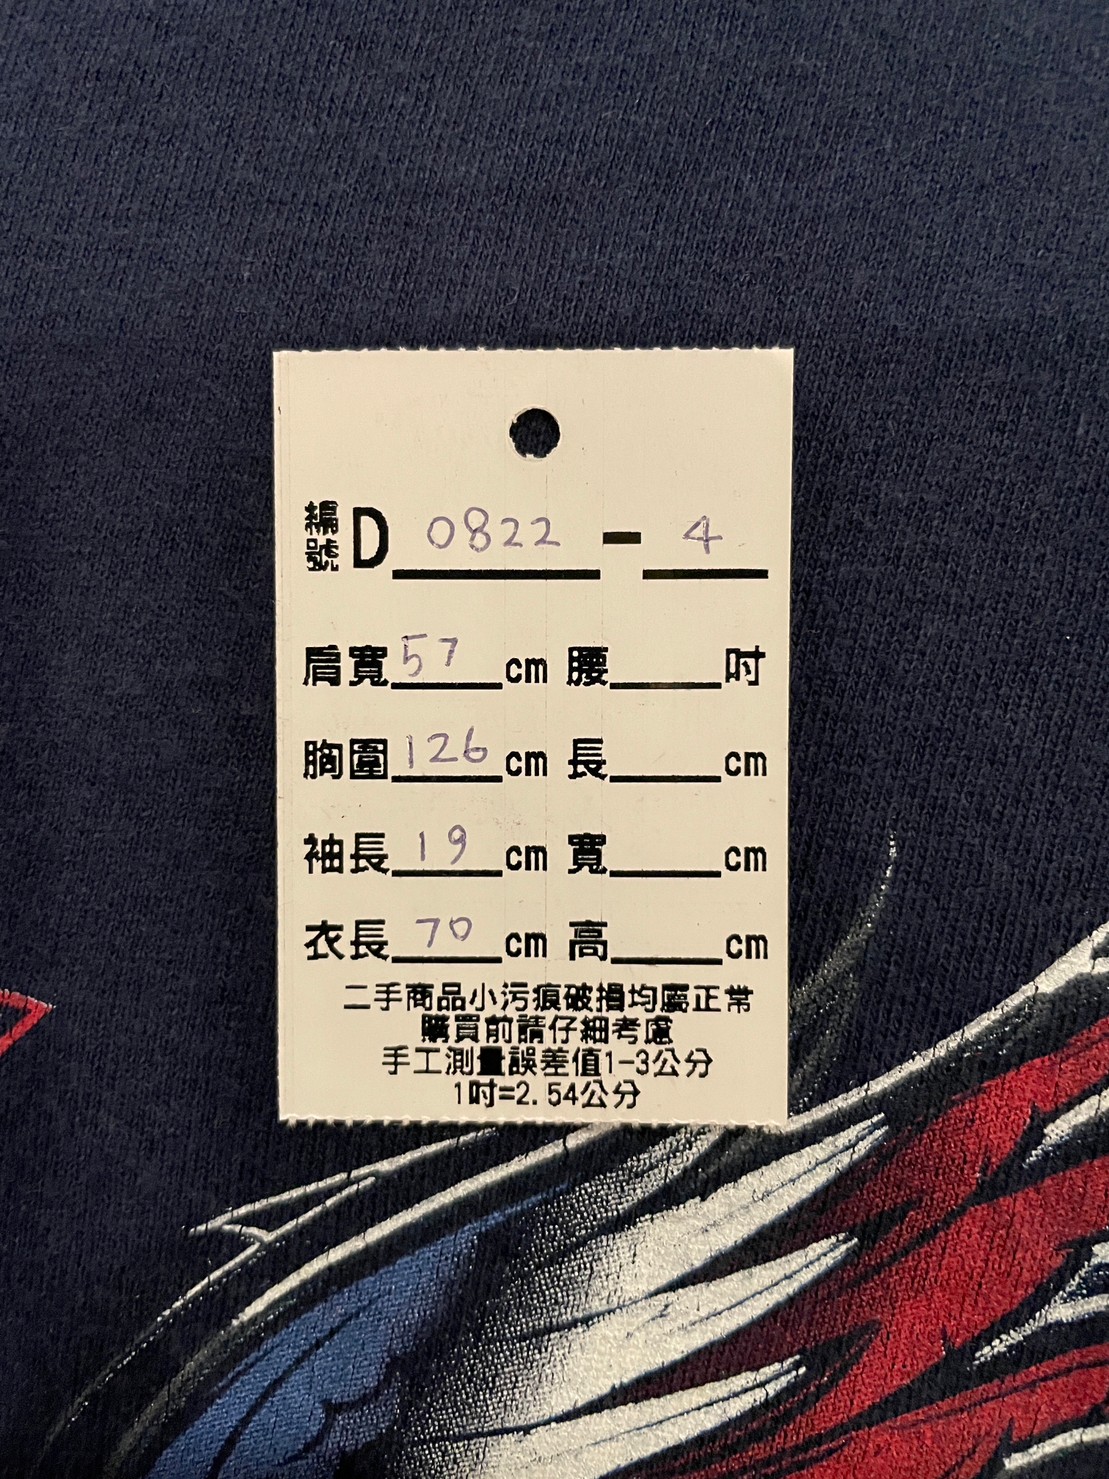 編號 D 0822 - 4
肩寬 57 cm 腰 吋
胸圍 126 cm 長 cm
袖長 19 cm 寬 cm
衣長 70 cm 高 cm
二手商品小污痕破損均屬正常
購買前請仔細考慮
手工測量誤差值1-3公分
1吋=2.54公分